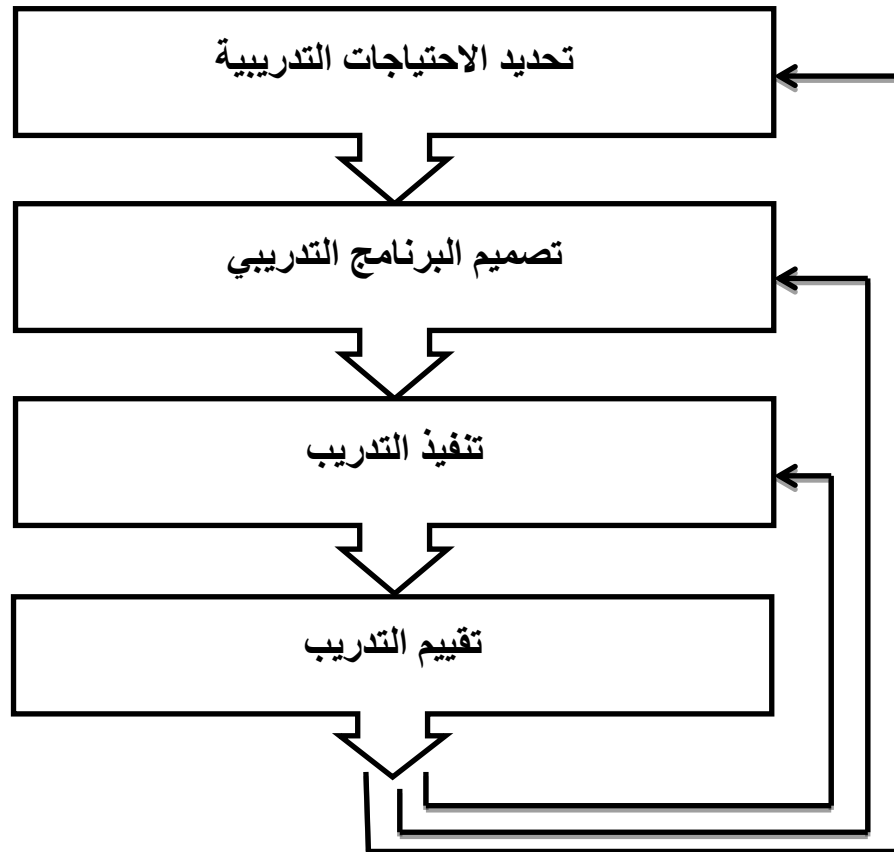 تحديد الاحتياجات التدريبية
تصميم البرنامج التدريبي
تنفيذ التدريب
تقييم التدريب